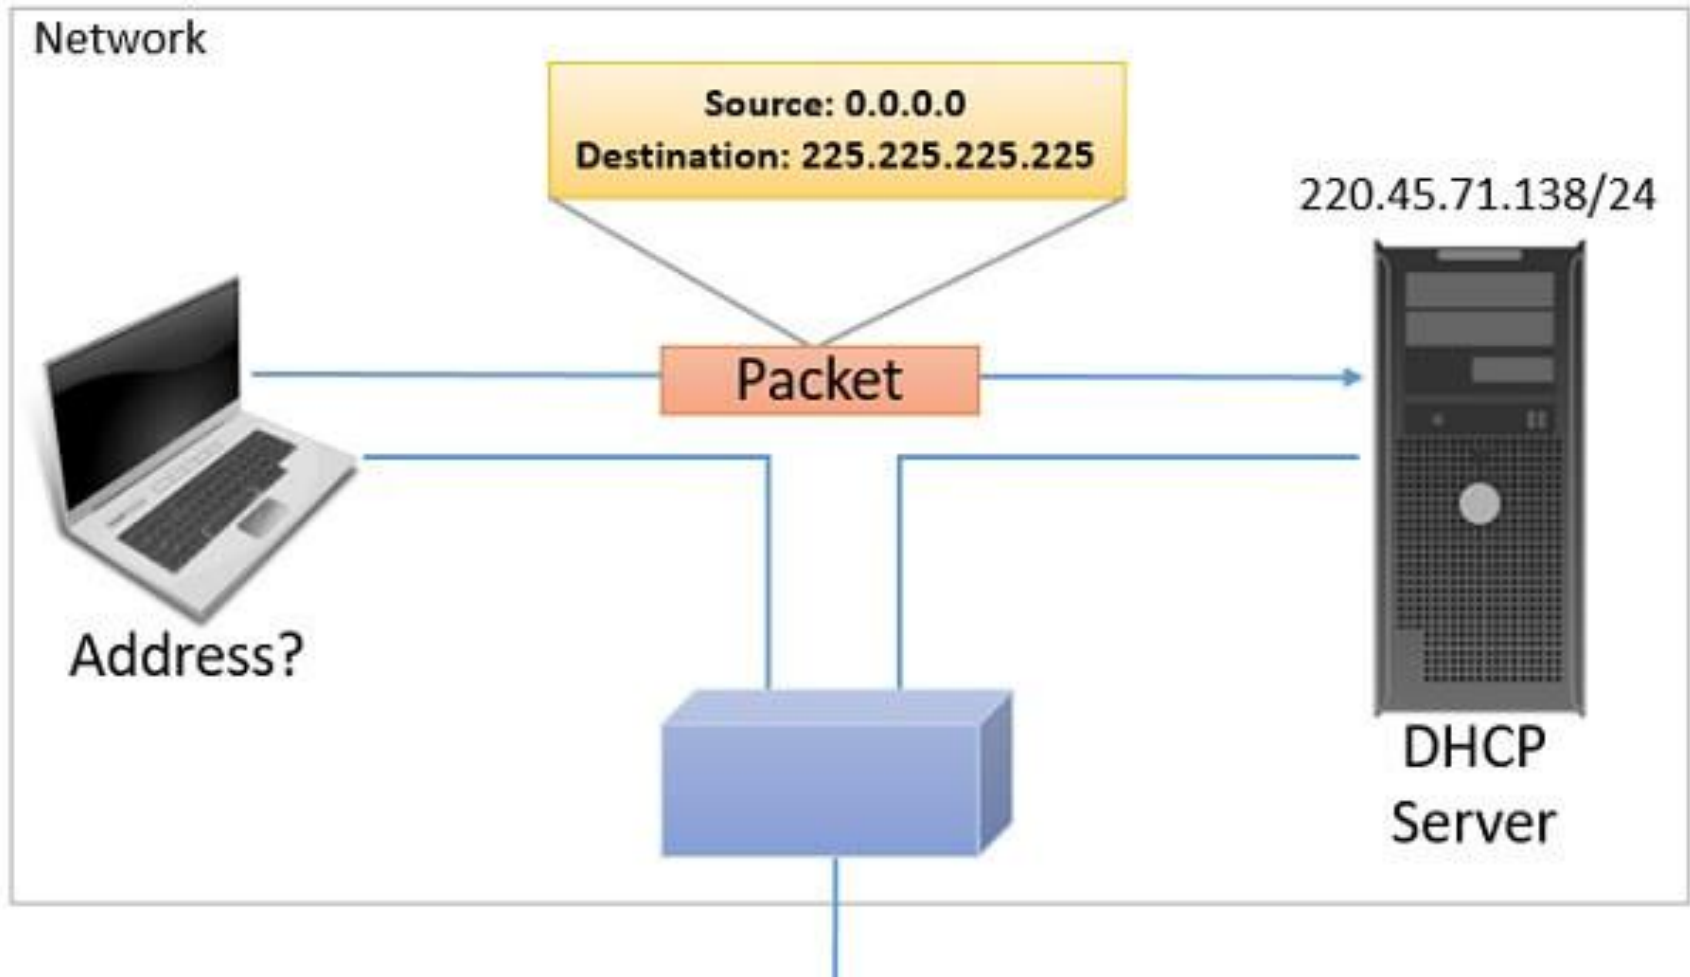 Network
Source: 0.0.0.0
Destination: 225.225.225.225
220.45.71.138/24
Packet
Address?
DHCP
Server